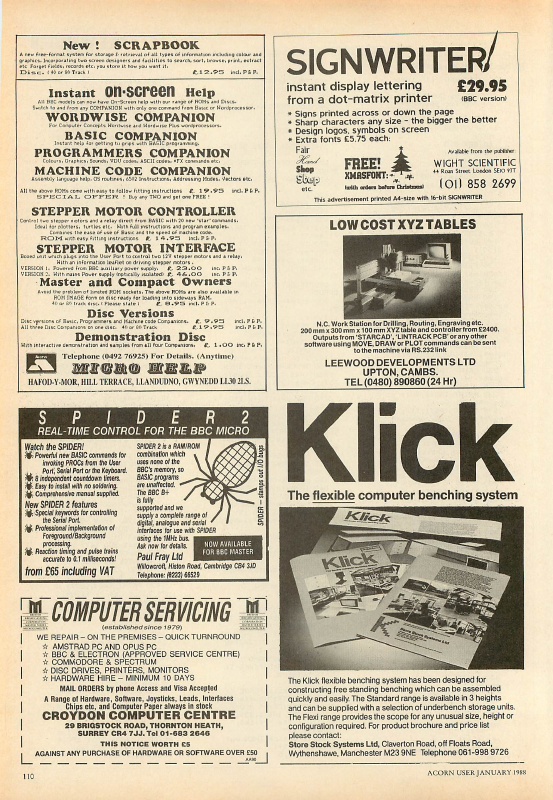 New ! SCRAPBOOK
A new free-format system for storage & retrieval of all types of information including colour and
graphics. Incorporating two screen designers and facilities to search, sort, browse, print, extract
etc. Forget fields, records etc. you store it how you want it.
Disc. ( 40 or 80 Track ) £12.95 incl. P & P.
Instant on-screen Help
All BBC models can now have On-Screen help with our range of ROMs and Discs.
Switch to and from any COMPANION with only one command from Basic or Wordprocessor.
WORDWISE COMPANION
For Computer Concepts Wordwise and Wordwise Plus wordprocessors.
BASIC COMPANION
Instant help for getting to grips with BASIC programming.
PROGRAMMERS COMPANION
Colours, Graphics, Sounds, VDU codes, ASCII codes, *FX commands etc.
MACHINE CODE COMPANION
Assembly language help, OS routines, 6502 Instructions, Addressing Modes, Vectors etc.
All the above ROMs come with easy to follow fitting instructions £ 19.95 incl. P & P.
SPECIAL OFFER ! Buy any TWO and get one FREE !
STEPPER MOTOR CONTROLLER
Control two stepper motors and a relay direct from BASIC with 20 new "star" commands.
Ideal for plotters, turtles etc. With full instructions and program examples.
Combines the ease of use of Basic and the speed of machine code.
ROM with easy fitting instructions £ 14.95 incl. P & P.
STEPPER MOTOR INTERFACE
Boxed unit which plugs into the User Port to control two 12V stepper motors and a relay.
With an information leaflet on driving stepper motors.
VERSION 1. Powered from BBC auxiliary power supply. £ 23.00 inc. P & P.
VERSION 2. With mains Power supply (optically isolated) £ 46.00 inc. P & P.
Master and Compact Owners
Avoid the problem of limited ROM sockets. The above ROMs are also available in
ROM IMAGE form on disc ready for loading into sideways RAM.
40 or 80 track disc. ( Please state ) £ 8.95 incl. P & P.
Disc Versions
Disc versions of Basic, Programmers and Machine code Companions. £ 9.95 incl. P & P.
All three Disc Companions on one disc. 40 or 80 Track £19.95 incl. P & P.
Demonstration Disc
With interactive demonstration and samples from all four Companions. £ 1.00 inc. P & P.
Telephone (0492 76925) For Details. (Anytime)
MICRO HELP
HAFOD-Y-MOR, HILL TERRACE, LLANDUDNO, GWYNEDD LL30 2LS.
SIGNWRITER
instant display lettering
from a dot-matrix printer
£29.95
(BBC version)
* Signs printed across or down the page
* Sharp characters any size - the bigger the better
* Design logos, symbols on screen
* Extra fonts £5.75 each:
Fair
Hand
Shop
Step
etc.
FREE!
XMASFONT:
holds orders before Christmas!
Available from the publisher
WIGHT SCIENTIFIC
44 Roan Street London SE10 9JT
(01) 858 2699
This advertisement printed A4-size with 16-bit SIGNWRITER
LOW COST XYZ TABLES
N.C. Work Station for Drilling, Routing, Engraving etc.
200 mm x 300 mm x 100 mm XYZ table and controller from £2400.
Outputs from 'STARCAD', 'LINTRACK PCB' or any other
software using MOVE, DRAW or PLOT commands can be sent
to the machine via RS.232 link
LEEWOOD DEVELOPMENTS LTD
UPTON, CAMBS.
TEL (0480) 890860 (24 Hr)
SPIDER 2
REAL-TIME CONTROL FOR THE BBC MICRO
Watch the SPIDER!
Powerful new BASIC commands for
invoking PROCs from the User
Port, Serial Port or the Keyboard.
8 independent countdown timers.
Easy to install with no soldering.
Comprehensive manual supplied.
New SPIDER 2 features
Special keywords for controlling
the Serial Port.
Professional implementation of
Foreground/Background
processing.
Reaction timing and pulse trains
accurate to 0.1 milliseconds!
from £65 including VAT
SPIDER 2 is a RAM/ROM
combination which
uses none of the
BBC's memory, so
BASIC programs
are unaffected.
The BBC B+
is fully
supported and we
supply a complete range of
digital, analogue and serial
interfaces for use with SPIDER
using the 1MHz bus.
Ask now for details.
Paul Fray Ltd
Willowcroft, Histon Road, Cambridge CB4 3JD
Telephone: (0223) 66529
SPIDER - stamps out I/O bugs
NOW AVAILABLE
FOR BBC MASTER
COMPUTER SERVICING
(established since 1979)
WE REPAIR - ON THE PREMISES - QUICK TURNROUND
☆ AMSTRAD PC AND OPUS PC
☆ BBC & ELECTRON (APPROVED SERVICE CENTRE)
☆ COMMODORE & SPECTRUM
☆ DISC DRIVES, PRINTERS, MONITORS
☆ HARDWARE HIRE - MINIMUM 10 DAYS
MAIL ORDERS by phone Access and Visa Accepted
A Range of Hardware, Software, Joysticks, Leads, Interfaces
Chips etc, and Computer Paper always in stock
CROYDON COMPUTER CENTRE
29 BRIGSTOCK ROAD, THORNTON HEATH,
SURREY CR4 7JJ. Tel 01-683 2646
THIS NOTICE WORTH £5
AGAINST ANY PURCHASE OF HARDWARE OR SOFTWARE OVER £50
Klick
The flexible computer benching system
Klick
Klick
Store Stock Systems Ltd
The Klick flexible benching system has been designed for
constructing free standing benching which can be assembled
quickly and easily. The Standard range is available in 3 heights
and can be supplied with a selection of underbench storage units.
The Flexi range provides the scope for any unusual size, height or
configuration required. For product brochure and price list
please contact:
Store Stock Systems Ltd, Claverton Road, off Floats Road,
Wythenshawe, Manchester M23 9NE Telephone 061-998 9726
110
ACORN USER JANUARY 1988